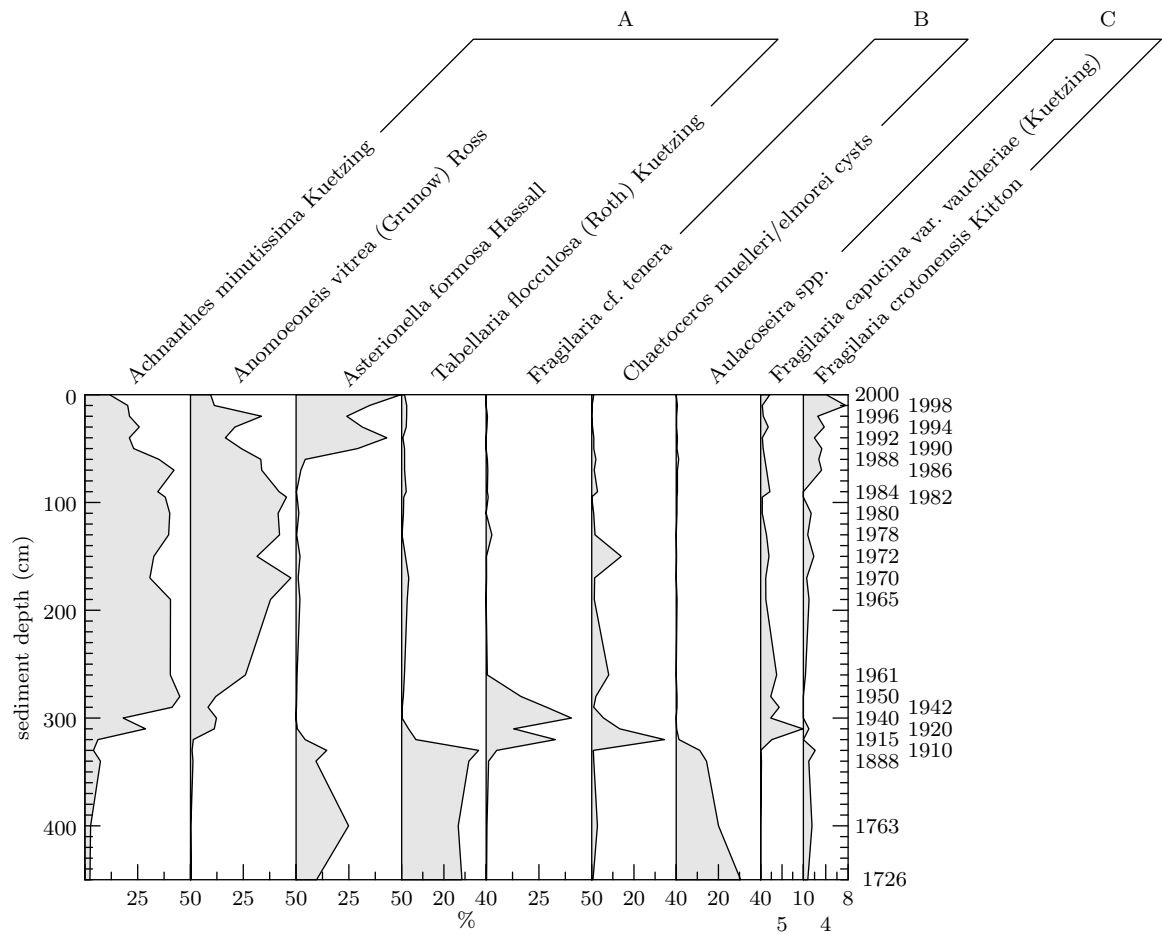 A
B
C
Achnanthes minutissima Kuetzing
Anomoeoneis vitrea (Grunow) Ross
Asterionella formosa Hassall
Tabellaria flocculosa (Roth) Kuetzing
Fragilaria cf. tenera
Chaetoceros muelleri/elmorei cysts
Aulacoseira spp.
Fragilaria capucina var. vaucheriae (Kuetzing)
Fragilaria crotonensis Kitton
sediment depth (cm)
0
100
200
300
400
2000
1998
1996
1994
1992
1990
1988
1986
1984
1982
1980
1978
1972
1970
1965
1961
1950
1942
1940
1920
1915
1910
1888
1763
1726
25 50 25 50 25 50 20 40 25 50 20 40 20 40 10 8
%
5 4